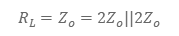 R_L = Z_o = 2Z_o||2Z_o